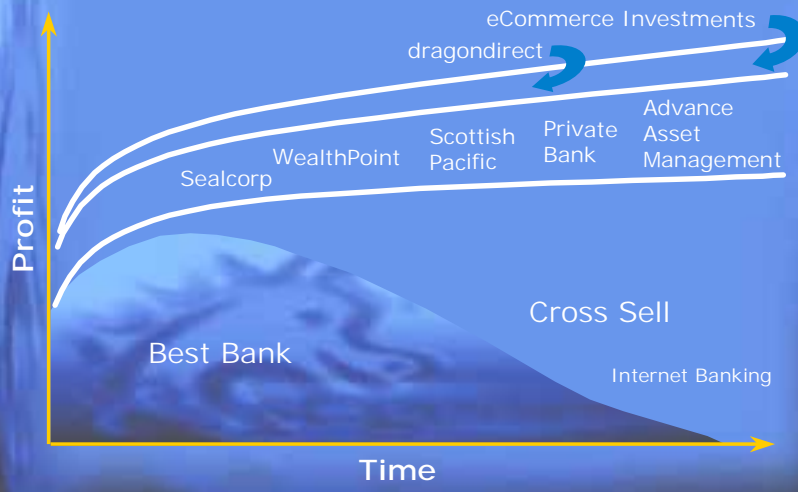 eCommerce Investments
dragondirect
Advance
Asset
Management
Private
Bank
Scottish
Pacific
WealthPoint
Sealcorp
Profit
Cross Sell
Best Bank
Internet Banking
Time